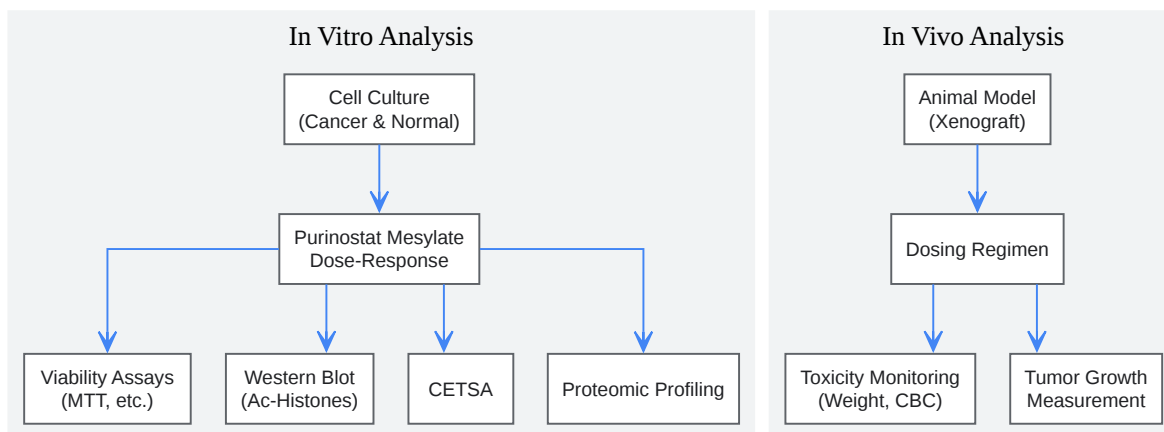 In Vitro Analysis
Cell Culture
(Cancer & Normal)
Purinostat Mesylate
Dose-Response
Viability Assays
(MTT, etc.)
Western Blot
(Ac-Histones)
CETSA
Proteomic Profiling
In Vivo Analysis
Animal Model
(Xenograft)
Dosing Regimen
Toxicity Monitoring
(Weight, CBC)
Tumor Growth
Measurement